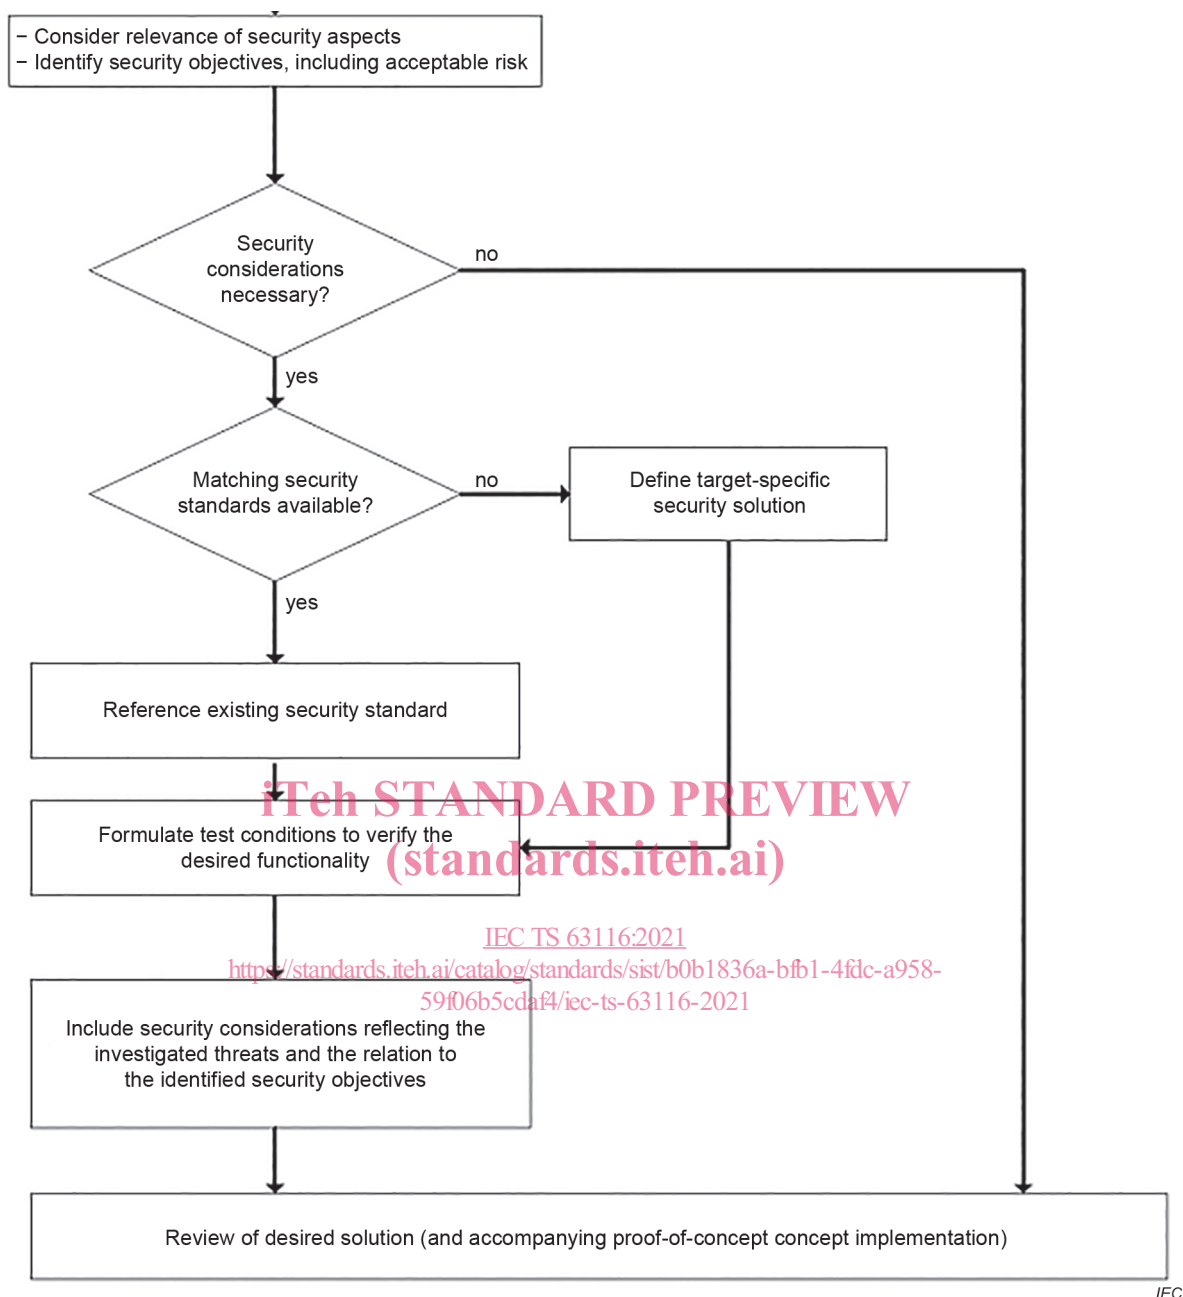 − Consider relevance of security aspects
− Identify security objectives, including acceptable risk
Security
considerations
necessary?
no
yes
Matching security
standards available?
no
Define target-specific
security solution
yes
Reference existing security standard
iTeh STANDARD PREVIEW
Formulate test conditions to verify the
desired functionality
(standards.iteh.ai)
IEC TS 63116:2021
https://standards.iteh.ai/catalog/standards/sist/b0b1836a-bfb1-4fdc-a958-
59f06b5cdaf4/iec-ts-63116-2021
Include security considerations reflecting the
investigated threats and the relation to
the identified security objectives
Review of desired solution (and accompanying proof-of-concept concept implementation)
IEC